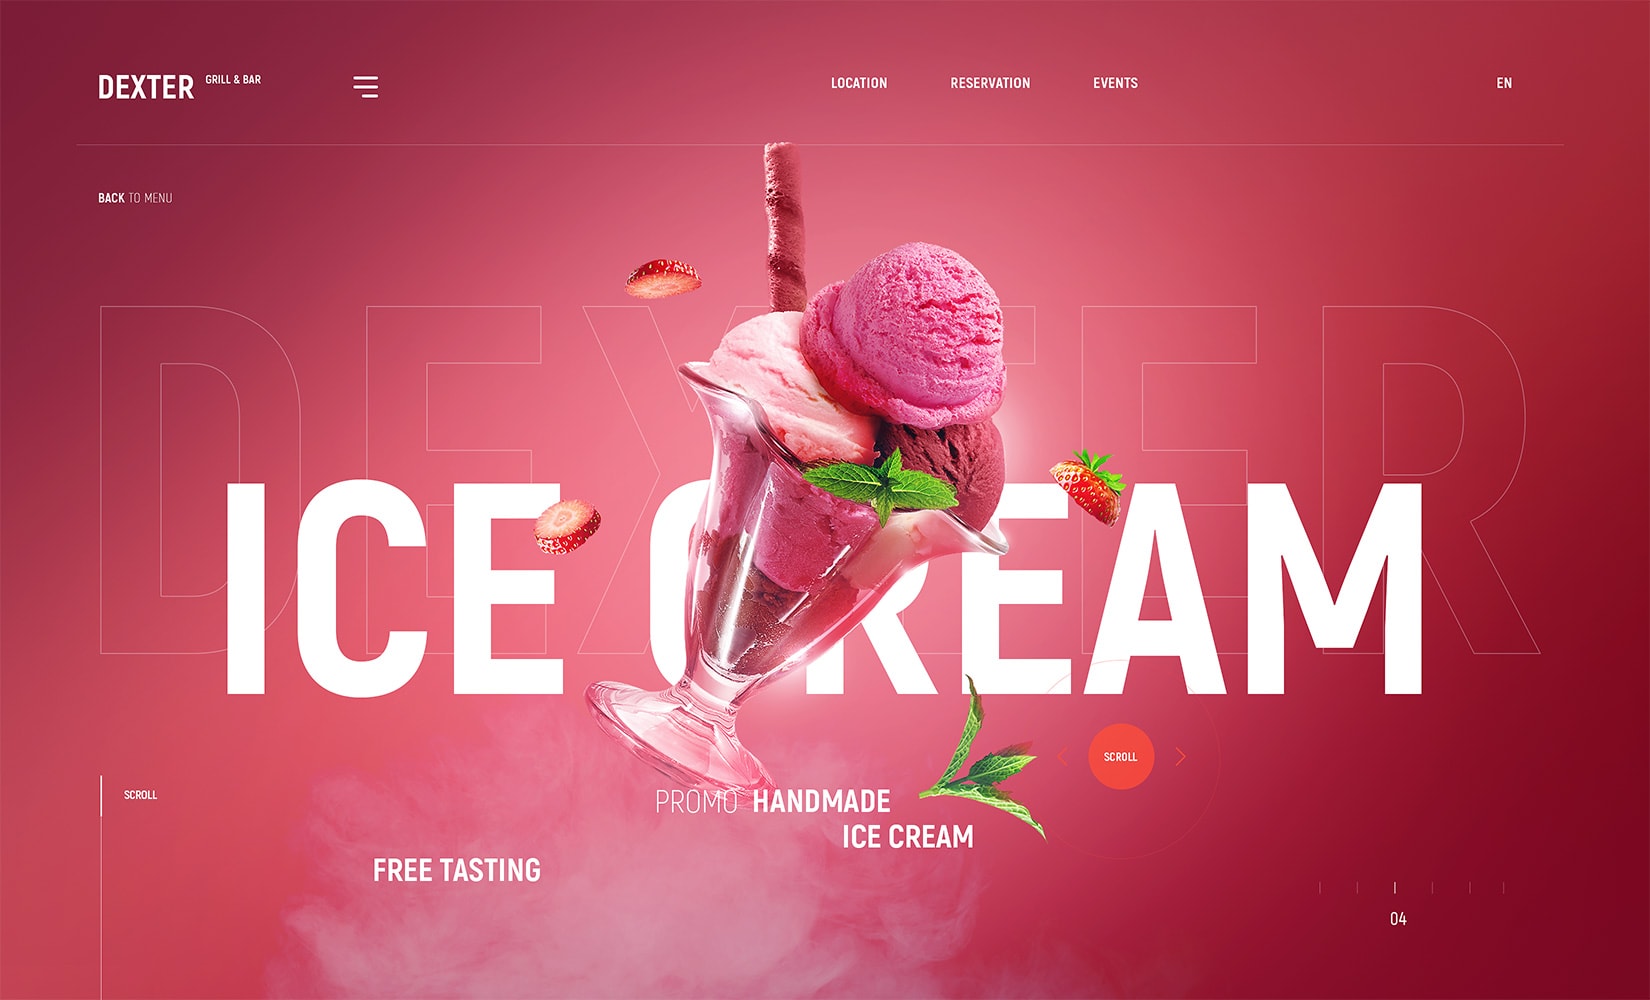 DEXTER GRILL & BAR
LOCATION RESERVATION EVENTS EN
BACK TO MENU
DEXTER
ICE CREAM
SCROLL
SCROLL
PROMO HANDMADE
ICE CREAM
FREE TASTING
04